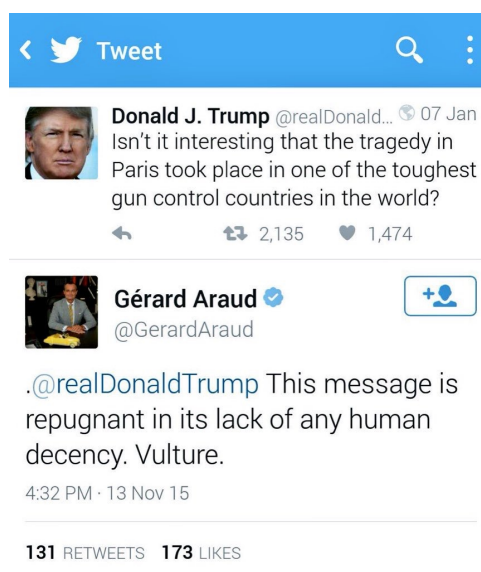 Tweet
Donald J. Trump @realDonald... 07 Jan
Isn't it interesting that the tragedy in
Paris took place in one of the toughest
gun control countries in the world?
2,135 1,474
Gérard Araud
@GerardAraud
.@realDonaldTrump This message is
repugnant in its lack of any human
decency. Vulture.
4:32 PM · 13 Nov 15
131 RETWEETS 173 LIKES